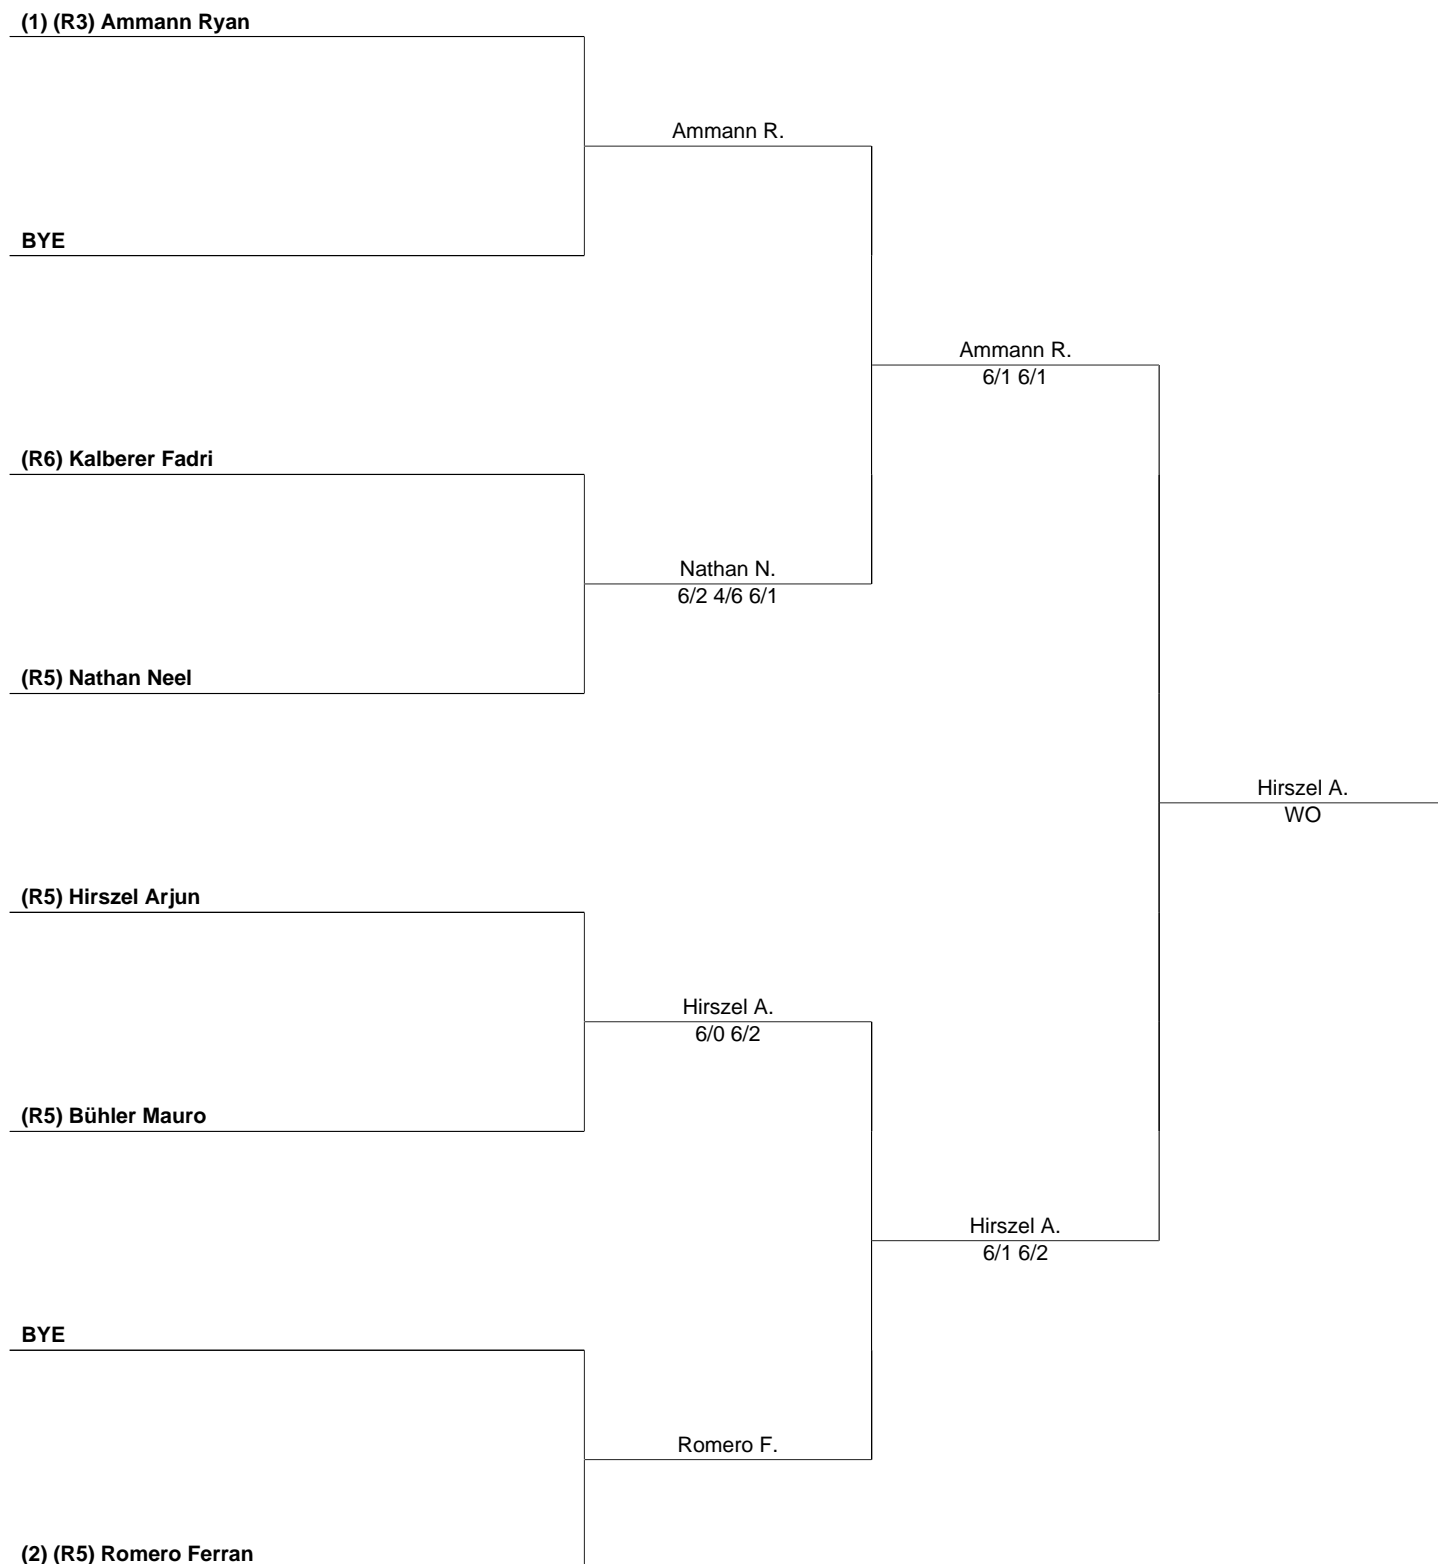 (1) (R3) Ammann Ryan
Ammann R.
BYE
Ammann R.
6/1 6/1
(R6) Kalberer Fadri
Nathan N.
6/2 4/6 6/1
(R5) Nathan Neel
Hirszel A.
WO
(R5) Hirszel Arjun
Hirszel A.
6/0 6/2
(R5) Bühler Mauro
Hirszel A.
6/1 6/2
BYE
Romero F.
(2) (R5) Romero Ferran